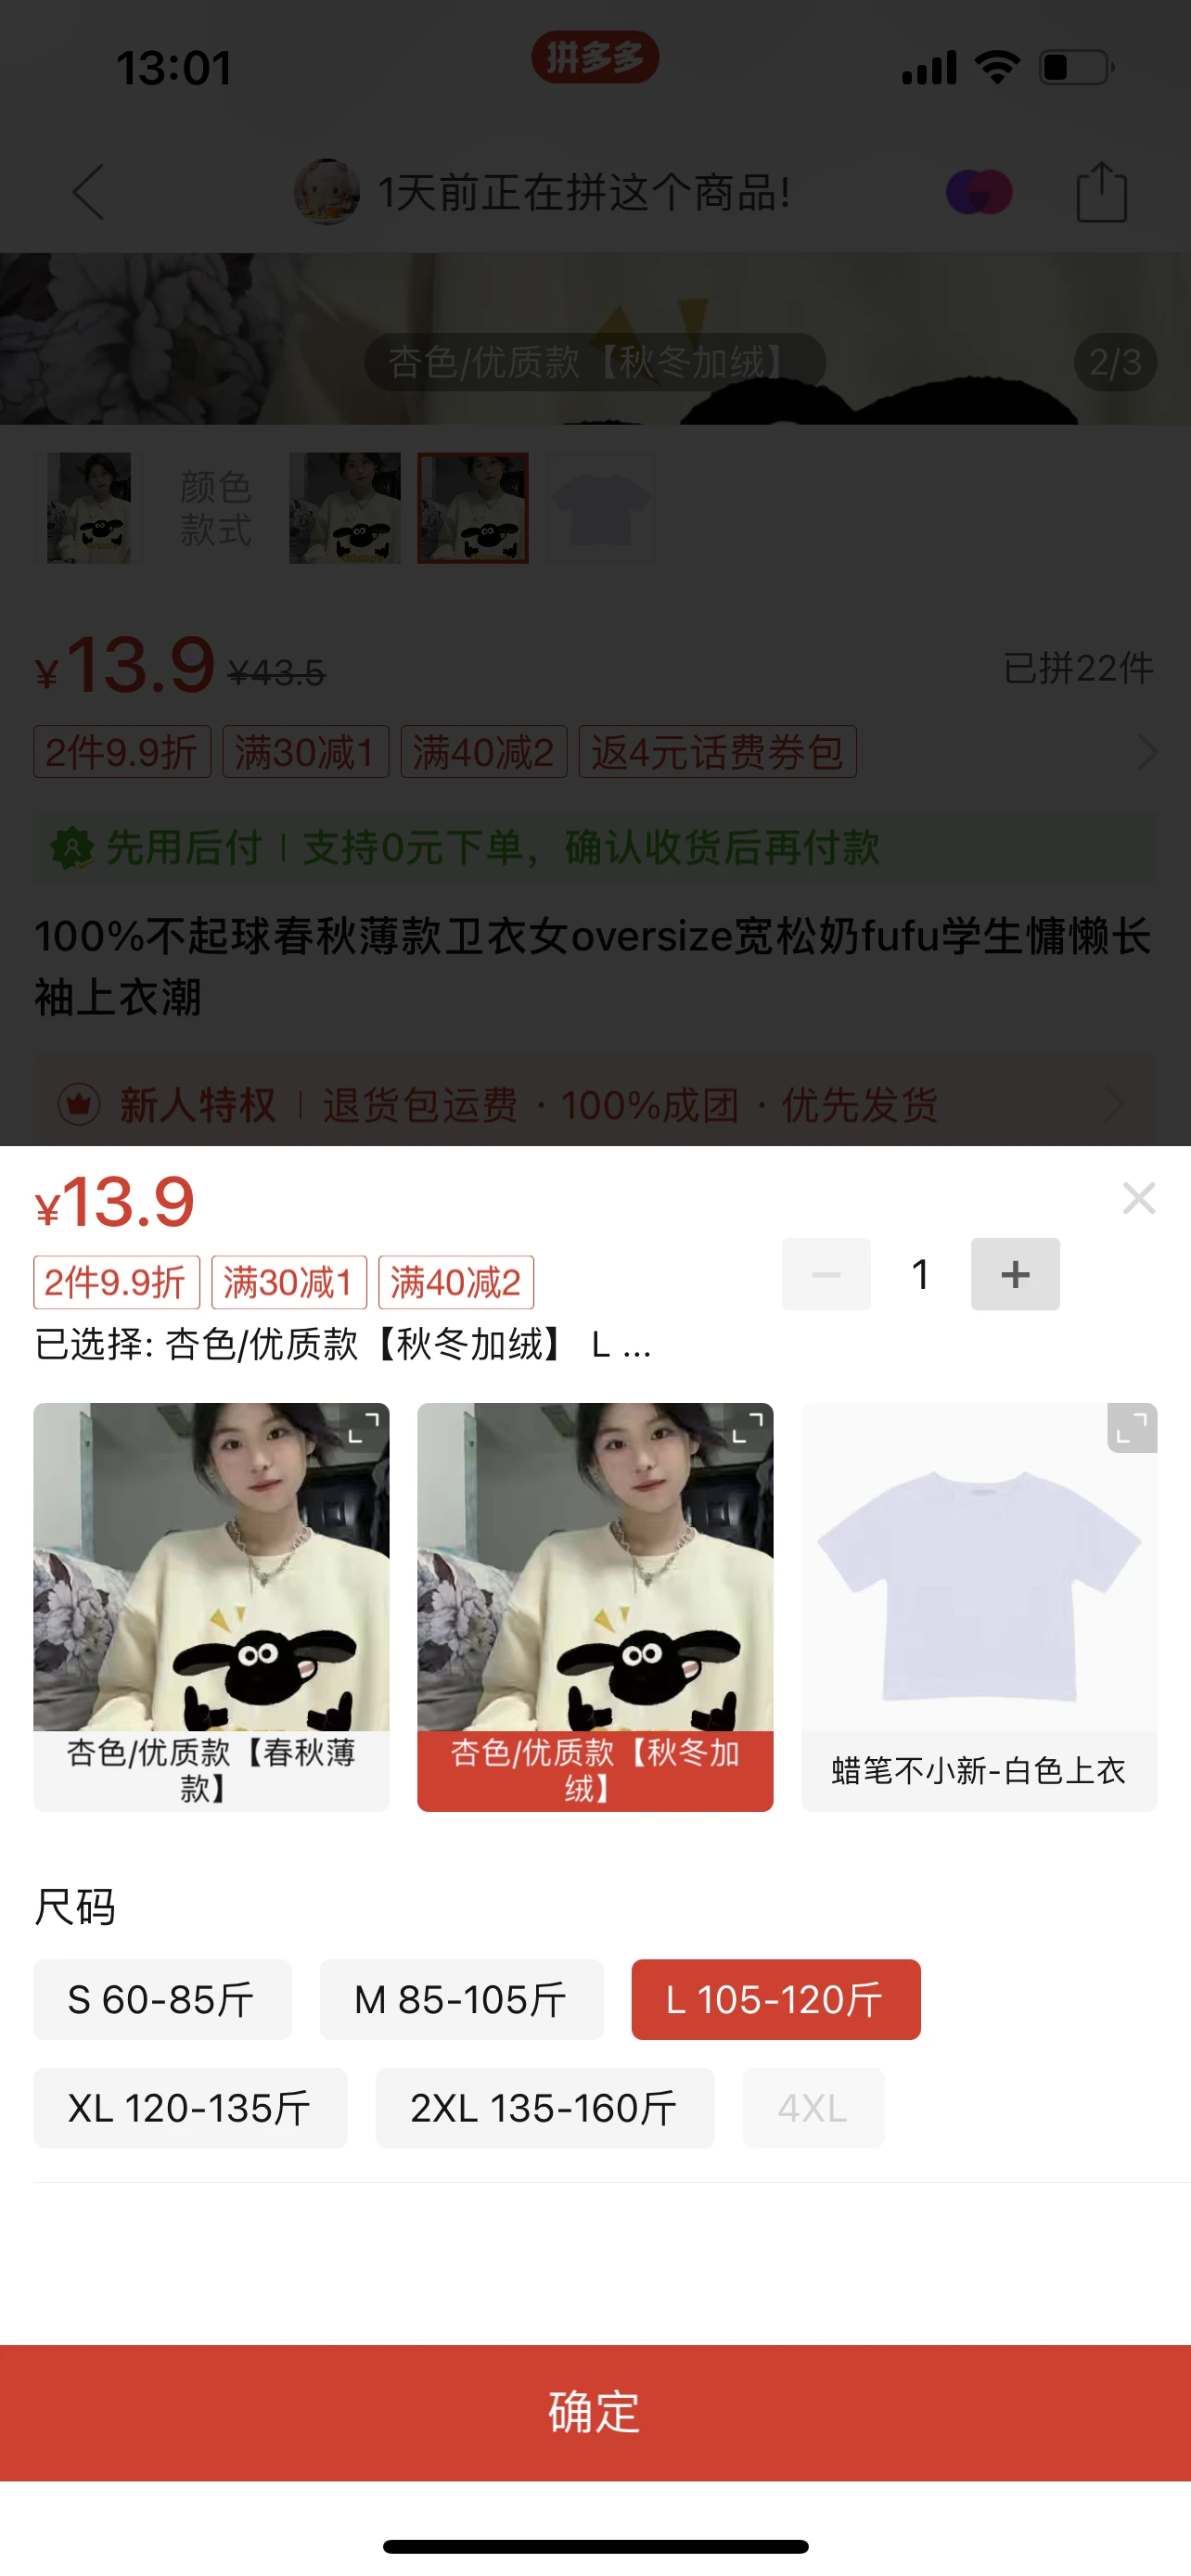 13:01
拼多多
1天前正在拼这个商品!
杏色/优质款【秋冬加绒】
2/3
颜色
款式
¥13.9 ¥43.5
已拼22件
2件9.9折 满30减1 满40减2 返4元话费券包
先用后付 | 支持0元下单，确认收货后再付款
100%不起球春秋薄款卫衣女oversize宽松奶fufu学生慵懒长
袖上衣潮
新人特权 | 退货包运费 · 100%成团 · 优先发货
¥13.9
2件9.9折 满30减1 满40减2
1
已选择: 杏色/优质款【秋冬加绒】 L ...
杏色/优质款【春秋薄
款】
杏色/优质款【秋冬加
绒】
蜡笔不小新-白色上衣
尺码
S 60-85斤 M 85-105斤 L 105-120斤
XL 120-135斤 2XL 135-160斤 4XL
确定